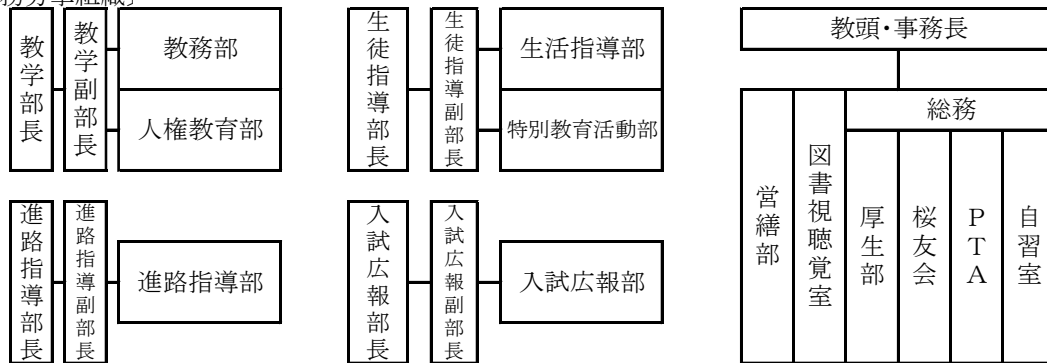 教学部長
教学副部長
教務部
人権教育部
生徒指導部長
生徒指導副部長
生活指導部
特別教育活動部
教頭・事務長
営繕部
図書視聴覚室
総務
厚生部
桜友会
PTA
自習室
進路指導部長
進路指導副部長
進路指導部
入試広報部長
入試広報副部長
入試広報部